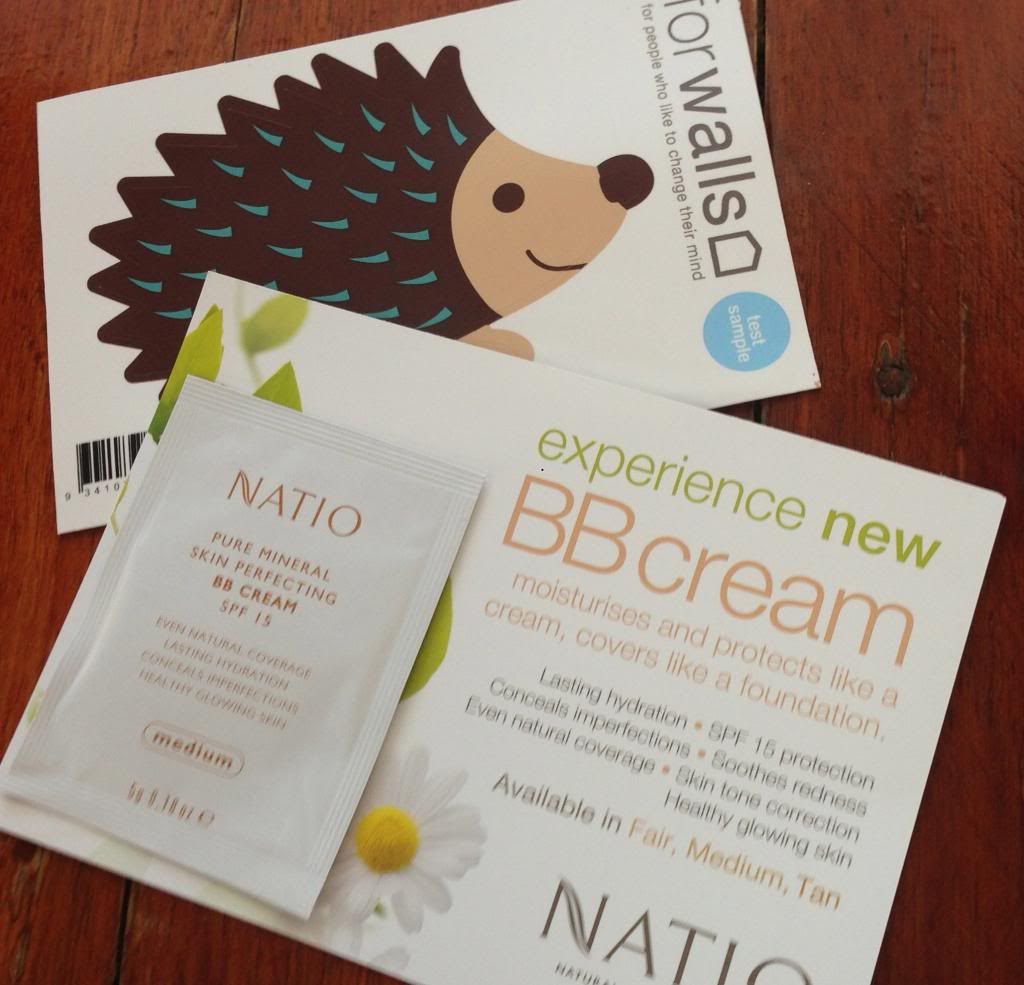 for walls
for people who like to change their mind
test
sample
9 3410
NATIO
PURE MINERAL
SKIN PERFECTING
BB CREAM
SPF 15
EVEN NATURAL COVERAGE
LASTING HYDRATION
CONCEALS IMPERFECTIONS
HEALTHY GLOWING SKIN
medium
5g 0.18oz ℮
experience new
BB cream
moisturises and protects like a
cream, covers like a foundation.
Lasting hydration • SPF 15 protection
Conceals imperfections • Soothes redness
Even natural coverage • Skin tone correction
Healthy glowing skin
Available in Fair, Medium, Tan
NATIO